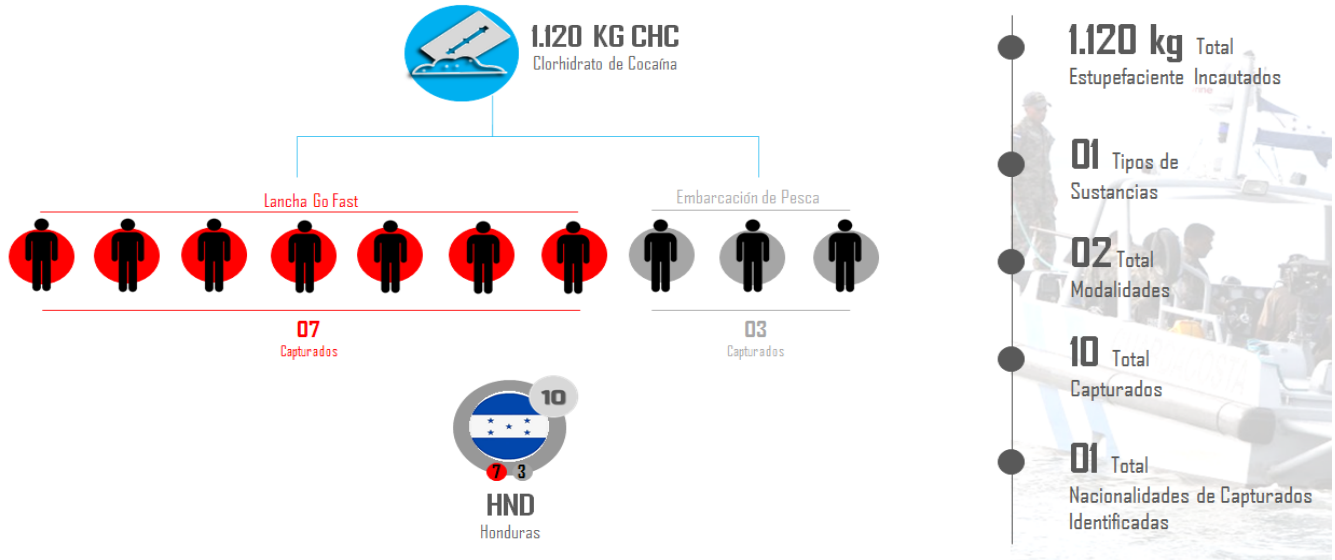 1.120 KG CHC
Clorhidrato de Cocaína
Lancha Go Fast
Embarcación de Pesca
07
Capturados
03
Capturados
10
7 3
HND
Honduras
1.120 kg Total
Estupefaciente Incautados
01 Tipos de
Sustancias
02 Total
Modalidades
10 Total
Capturados
01 Total
Nacionalidades de Capturados
Identificadas